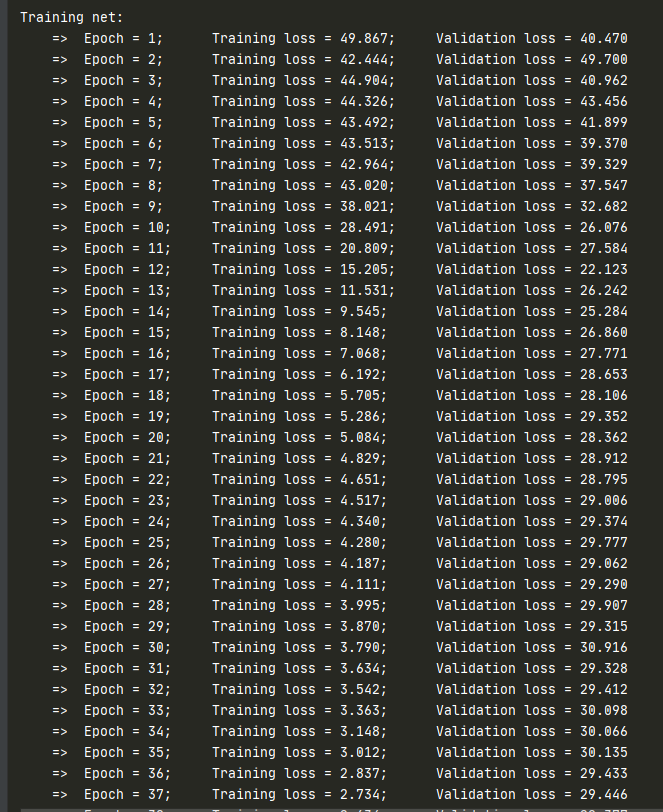 Training net:
=> Epoch = 1; Training loss = 49.867; Validation loss = 40.470
=> Epoch = 2; Training loss = 42.444; Validation loss = 49.700
=> Epoch = 3; Training loss = 44.904; Validation loss = 40.962
=> Epoch = 4; Training loss = 44.326; Validation loss = 43.456
=> Epoch = 5; Training loss = 43.492; Validation loss = 41.899
=> Epoch = 6; Training loss = 43.513; Validation loss = 39.370
=> Epoch = 7; Training loss = 42.964; Validation loss = 39.329
=> Epoch = 8; Training loss = 43.020; Validation loss = 37.547
=> Epoch = 9; Training loss = 38.021; Validation loss = 32.682
=> Epoch = 10; Training loss = 28.491; Validation loss = 26.076
=> Epoch = 11; Training loss = 20.809; Validation loss = 27.584
=> Epoch = 12; Training loss = 15.205; Validation loss = 22.123
=> Epoch = 13; Training loss = 11.531; Validation loss = 26.242
=> Epoch = 14; Training loss = 9.545; Validation loss = 25.284
=> Epoch = 15; Training loss = 8.148; Validation loss = 26.860
=> Epoch = 16; Training loss = 7.068; Validation loss = 27.771
=> Epoch = 17; Training loss = 6.192; Validation loss = 28.653
=> Epoch = 18; Training loss = 5.705; Validation loss = 28.106
=> Epoch = 19; Training loss = 5.286; Validation loss = 29.352
=> Epoch = 20; Training loss = 5.084; Validation loss = 28.362
=> Epoch = 21; Training loss = 4.829; Validation loss = 28.912
=> Epoch = 22; Training loss = 4.651; Validation loss = 28.795
=> Epoch = 23; Training loss = 4.517; Validation loss = 29.006
=> Epoch = 24; Training loss = 4.340; Validation loss = 29.374
=> Epoch = 25; Training loss = 4.280; Validation loss = 29.777
=> Epoch = 26; Training loss = 4.187; Validation loss = 29.062
=> Epoch = 27; Training loss = 4.111; Validation loss = 29.290
=> Epoch = 28; Training loss = 3.995; Validation loss = 29.907
=> Epoch = 29; Training loss = 3.870; Validation loss = 29.315
=> Epoch = 30; Training loss = 3.790; Validation loss = 30.916
=> Epoch = 31; Training loss = 3.634; Validation loss = 29.328
=> Epoch = 32; Training loss = 3.542; Validation loss = 29.412
=> Epoch = 33; Training loss = 3.363; Validation loss = 30.098
=> Epoch = 34; Training loss = 3.148; Validation loss = 30.066
=> Epoch = 35; Training loss = 3.012; Validation loss = 30.135
=> Epoch = 36; Training loss = 2.837; Validation loss = 29.433
=> Epoch = 37; Training loss = 2.734; Validation loss = 29.446